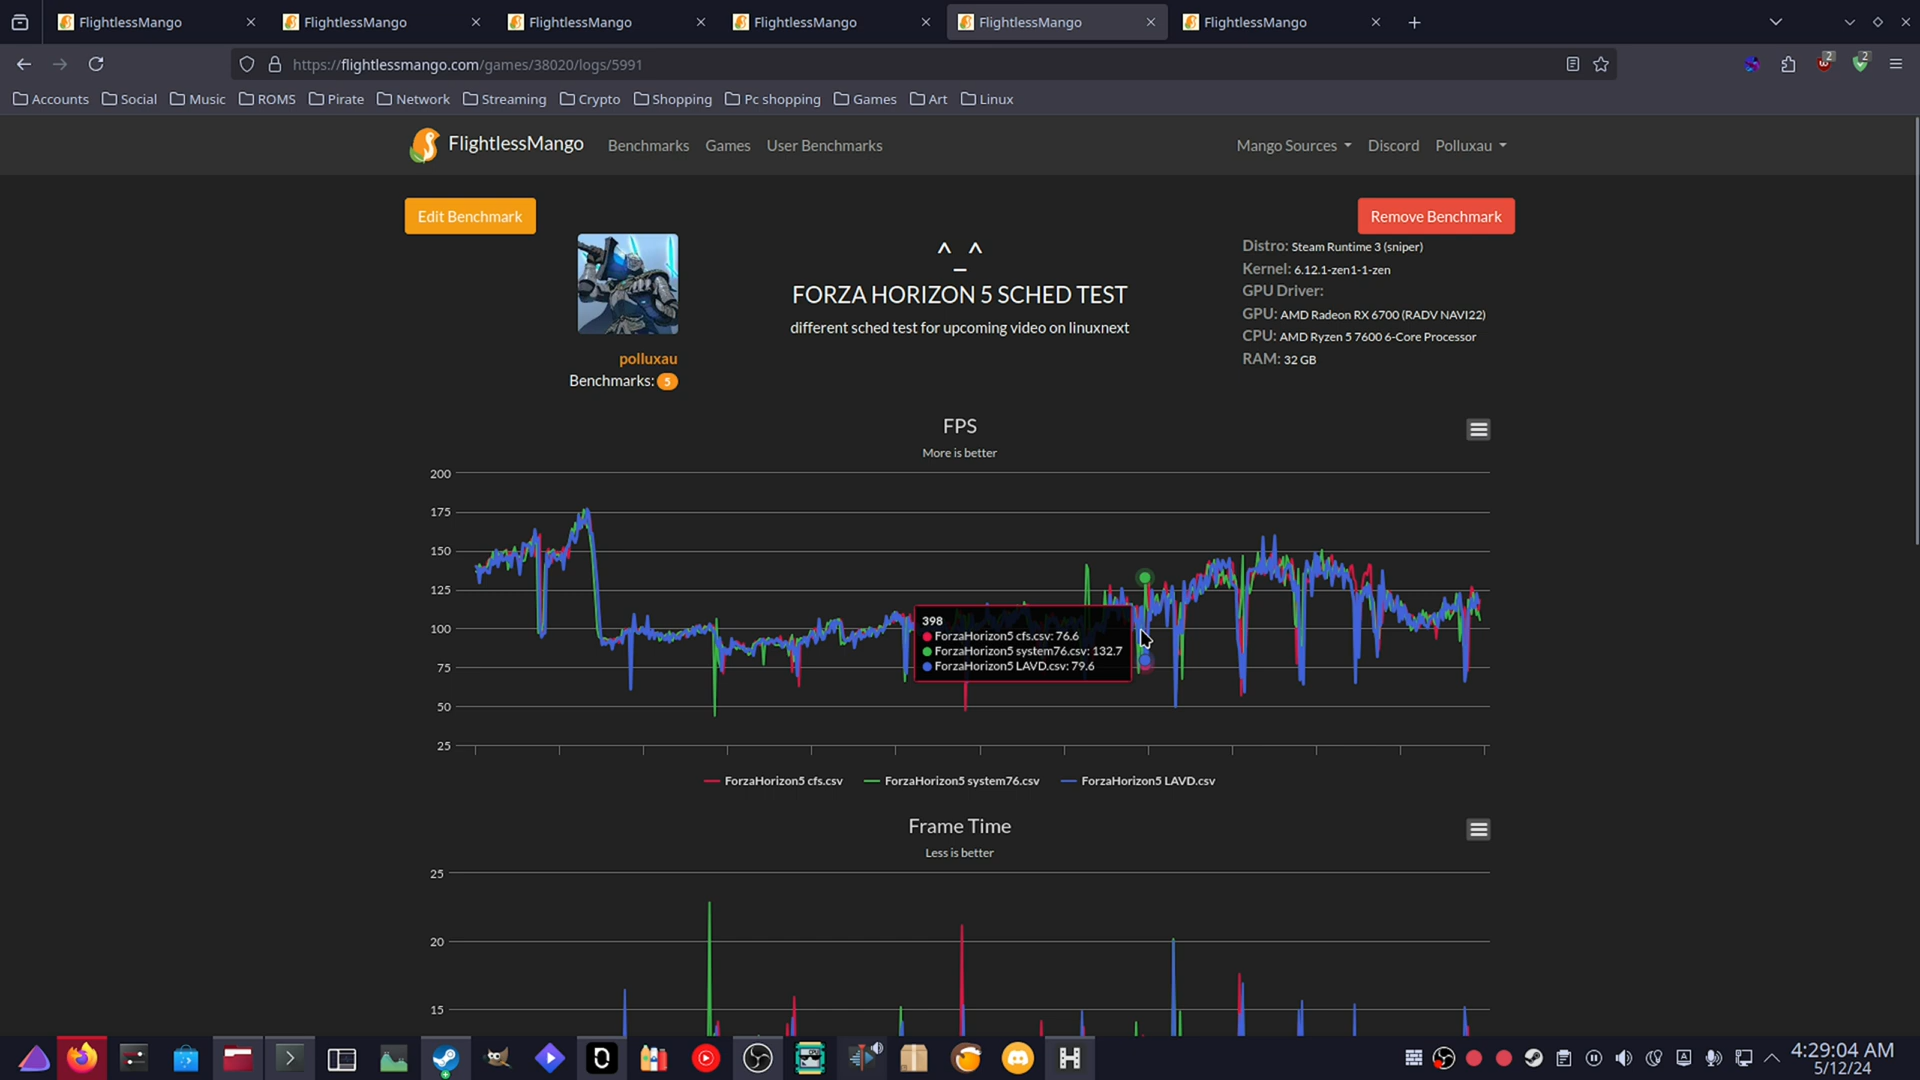 FlightlessMango
FlightlessMango
FlightlessMango
FlightlessMango
FlightlessMango
FlightlessMango
https://flightlessmango.com/games/38020/logs/5991
2
2
Accounts Social Music ROMS Pirate Network Streaming Crypto Shopping Pc shopping Games Art Linux
FlightlessMango Benchmarks Games User Benchmarks Mango Sources Discord Polluxau
Edit Benchmark
Remove Benchmark
^_^
FORZA HORIZON 5 SCHED TEST
different sched test for upcoming video on linuxnext
polluxau
Benchmarks: 5
Distro: Steam Runtime 3 (sniper)
Kernel: 6.12.1-zen1-1-zen
GPU Driver:
GPU: AMD Radeon RX 6700 (RADV NAVI22)
CPU: AMD Ryzen 5 7600 6-Core Processor
RAM: 32 GB
FPS
More is better
200
175
150
125
100
75
50
25
398
ForzaHorizon5 cfs.csv: 76.6
ForzaHorizon5 system76.csv: 132.7
ForzaHorizon5 LAVD.csv: 79.6
ForzaHorizon5 cfs.csv ForzaHorizon5 system76.csv ForzaHorizon5 LAVD.csv
Frame Time
Less is better
25
20
15
4:29:04 AM
5/12/24